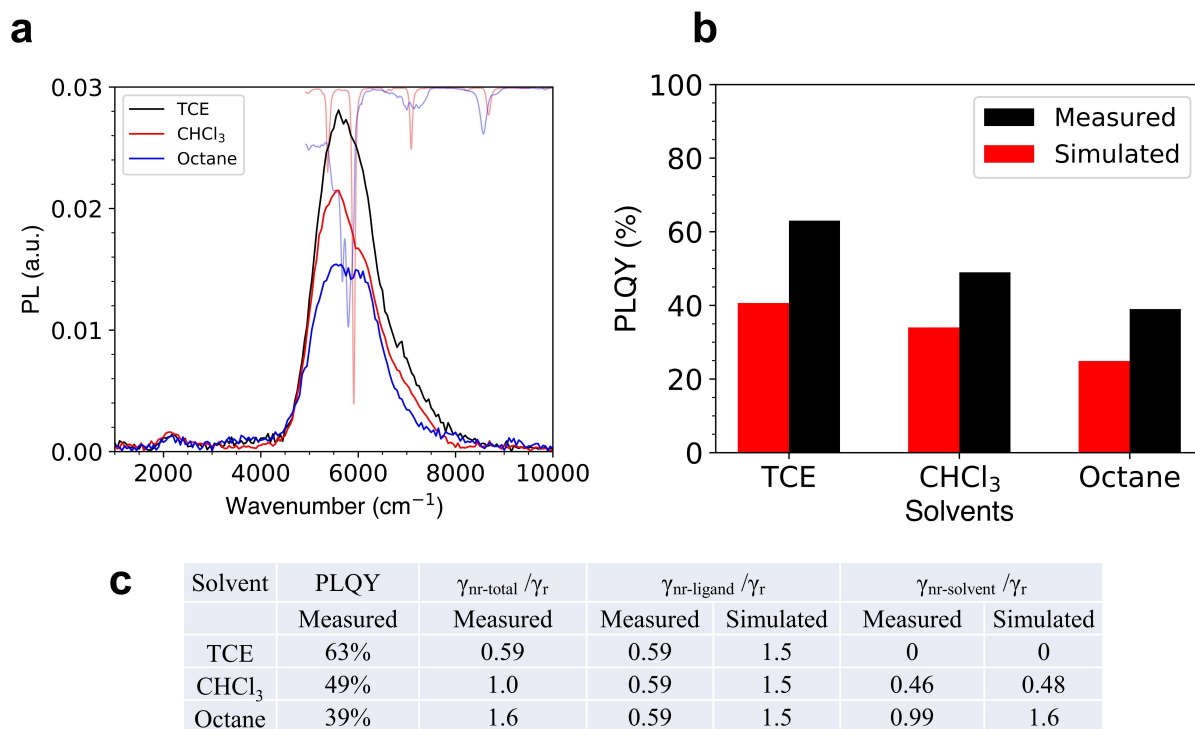 a
b
0.03
0.02
0.01
0.00
PL (a.u.)
TCE
CHCl₃
Octane
2000
4000
6000
8000
10000
Wavenumber (cm⁻¹)
100
80
60
40
20
0
PLQY (%)
Measured
Simulated
TCE
CHCl₃
Octane
Solvents
c
Solvent PLQY γnr-total /γr γnr-ligand /γr γnr-solvent /γr
Measured Measured Measured Simulated Measured Simulated
TCE 63% 0.59 0.59 1.5 0 0
CHCl₃ 49% 1.0 0.59 1.5 0.46 0.48
Octane 39% 1.6 0.59 1.5 0.99 1.6